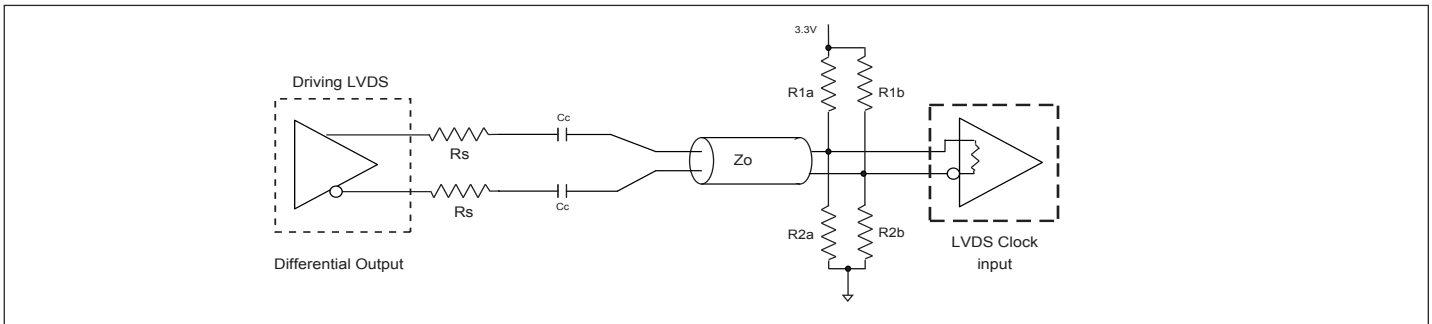 3.3V
Driving LVDS
R1a
R1b
Cc
Rs
Zo
Cc
Rs
R2a
R2b
LVDS Clock
input
Differential Output